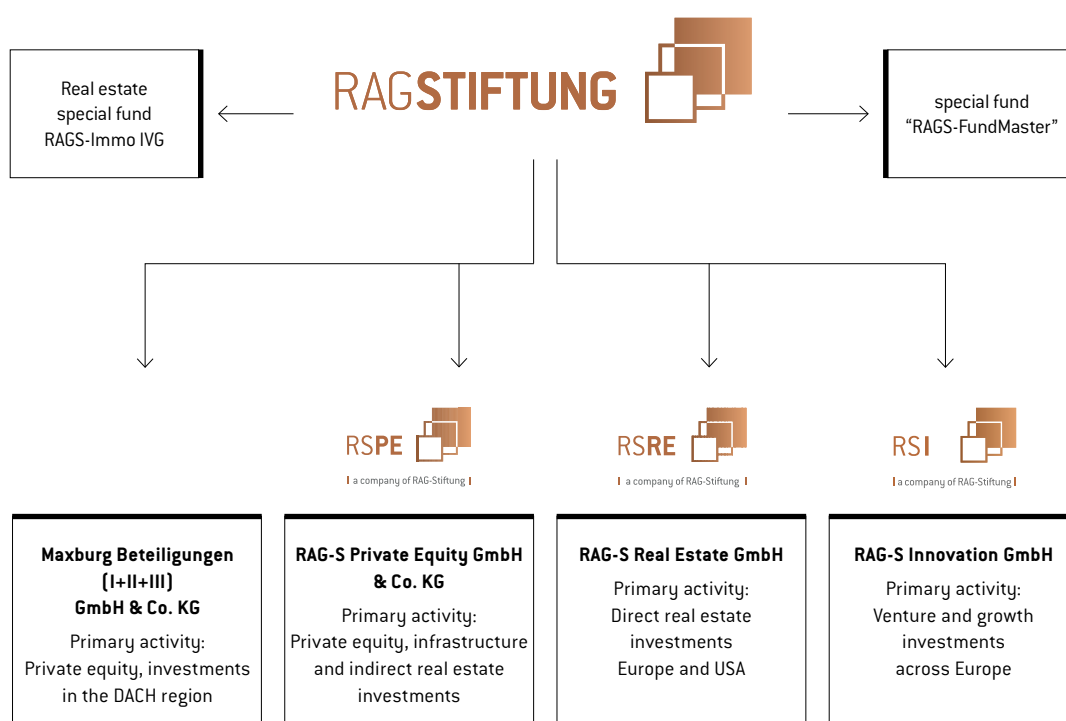 RAGSTIFTUNG
Real estate
special fund
RAGS-Immo IVG
special fund
“RAGS-FundMaster”
RSPE
a company of RAG-Stiftung
RSRE
a company of RAG-Stiftung
RSI
a company of RAG-Stiftung
Maxburg Beteiligungen
(I+II+III)
GmbH & Co. KG
Primary activity:
Private equity, investments
in the DACH region
RAG-S Private Equity GmbH
& Co. KG
Primary activity:
Private equity, infrastructure
and indirect real estate
investments
RAG-S Real Estate GmbH
Primary activity:
Direct real estate
investments
Europe and USA
RAG-S Innovation GmbH
Primary activity:
Venture and growth
investments
across Europe